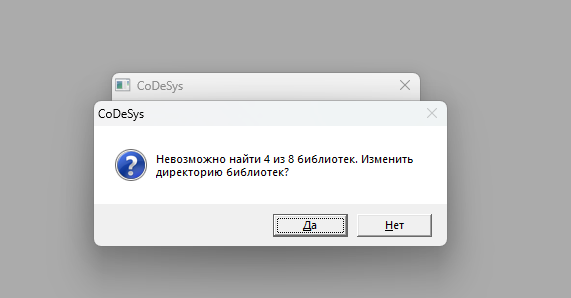 CoDeSys
CoDeSys
Невозможно найти 4 из 8 библиотек. Изменить
директорию библиотек?
Да
Нет